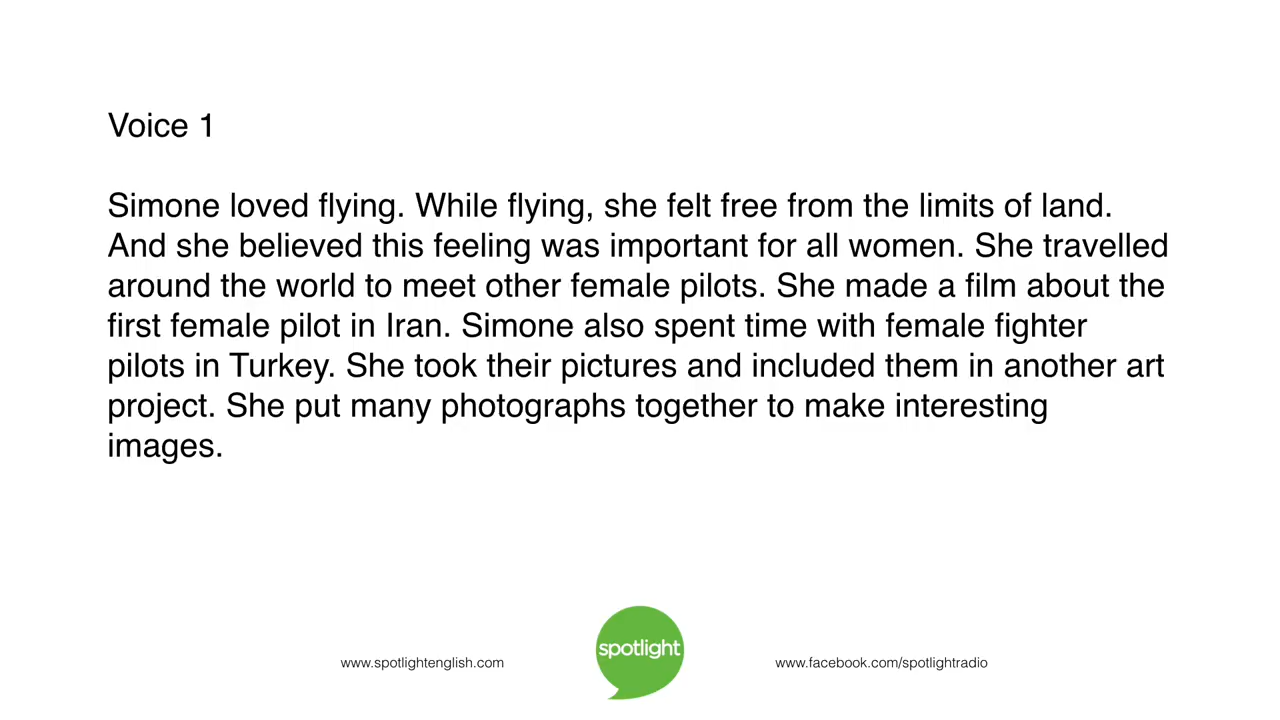 Voice 1
Simone loved flying. While flying, she felt free from the limits of land.
And she believed this feeling was important for all women. She travelled
around the world to meet other female pilots. She made a film about the
first female pilot in Iran. Simone also spent time with female fighter
pilots in Turkey. She took their pictures and included them in another art
project. She put many photographs together to make interesting
images.
www.spotlightenglish.com
spotlight
www.facebook.com/spotlightradio